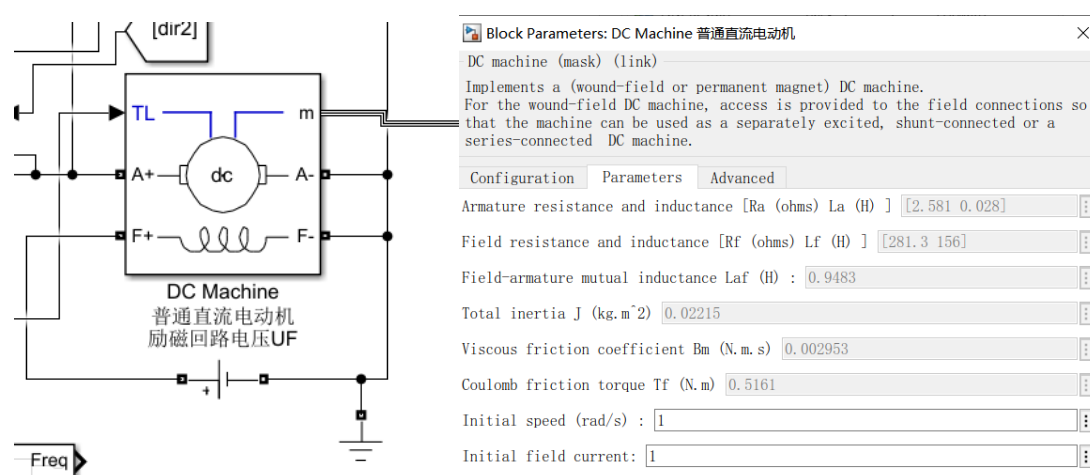 [dir2]
TL
m
A+
dc
A-
F+
F-
DC Machine
普通直流电动机
励磁回路电压UF
+
Freq
Block Parameters: DC Machine 普通直流电动机
DC machine (mask) (link)
Implements a (wound-field or permanent magnet) DC machine.
For the wound-field DC machine, access is provided to the field connections so
that the machine can be used as a separately excited, shunt-connected or a
series-connected  DC machine.
Configuration Parameters Advanced
Armature resistance and inductance [Ra (ohms) La (H) ] [2.581 0.028]
Field resistance and inductance [Rf (ohms) Lf (H) ] [281.3 156]
Field-armature mutual inductance Laf (H) : 0.9483
Total inertia J (kg.m^2) 0.02215
Viscous friction coefficient Bm (N.m.s) 0.002953
Coulomb friction torque Tf (N.m) 0.5161
Initial speed (rad/s) : 1
Initial field current: 1